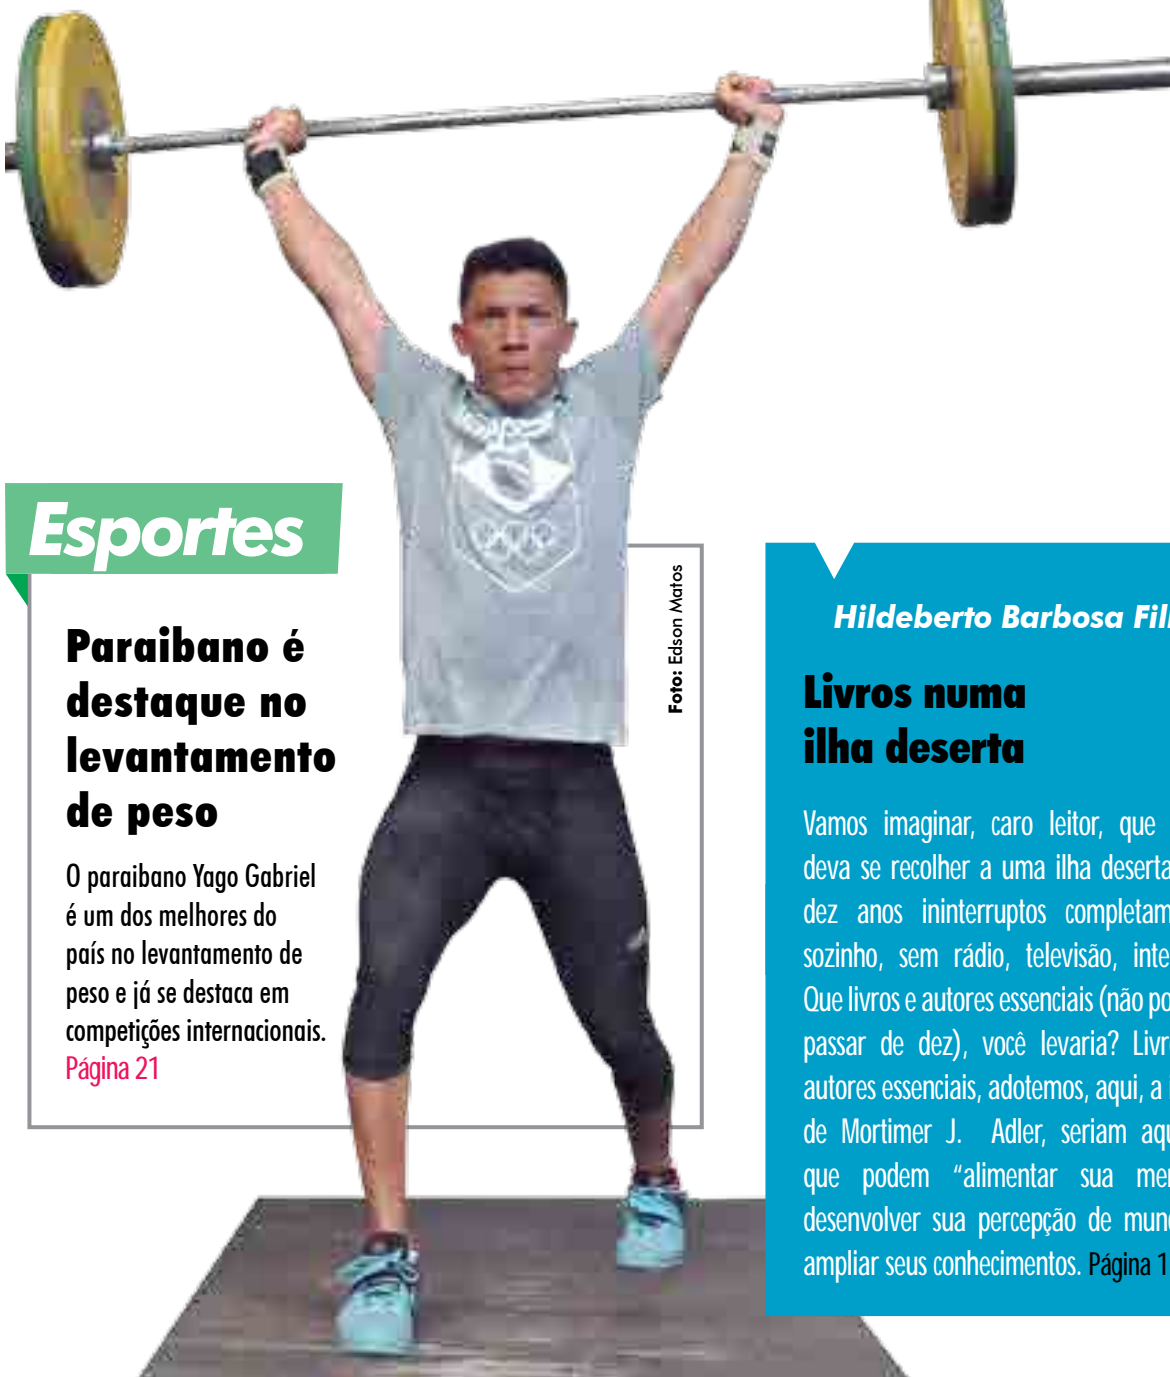 Esportes
Paraibano é
destaque no
levantamento
de peso
O paraibano Yago Gabriel
é um dos melhores do
país no levantamento de
peso e já se destaca em
competições internacionais.
Página 21
Foto: Edson Matos
Hildeberto Barbosa
Livros numa
ilha deserta
Vamos imaginar, caro leitor, que
deva se recolher a uma ilha deserta
dez anos ininterruptos
sozinho, sem rádio, televisão,
Que livros e autores essenciais (não
passar de dez), você levaria?
autores essenciais, adotemos, aqui, a
de Mortimer J. Adler, seriam
que podem “alimentar sua
desenvolver sua percepção de
ampliar seus conhecimentos. Página